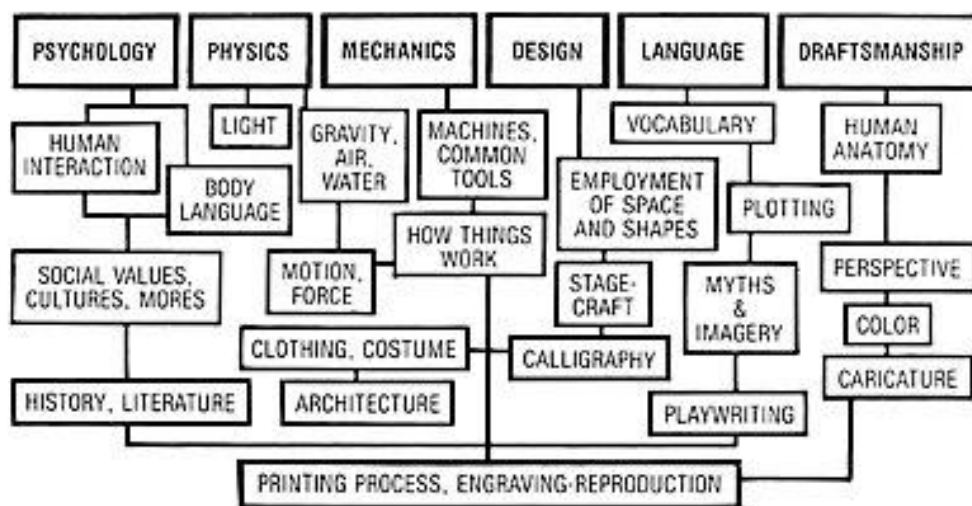 PSYCHOLOGY
PHYSICS
MECHANICS
DESIGN
LANGUAGE
DRAFTSMANSHIP
HUMAN
INTERACTION
BODY
LANGUAGE
LIGHT
GRAVITY,
AIR,
WATER
MACHINES,
COMMON
TOOLS
EMPLOYMENT
OF SPACE
AND SHAPES
VOCABULARY
PLOTTING
HUMAN
ANATOMY
SOCIAL VALUES,
CULTURES, MORES
MOTION,
FORCE
HOW THINGS
WORK
STAGE-
CRAFT
MYTHS
&
IMAGERY
PERSPECTIVE
COLOR
CLOTHING, COSTUME
CALLIGRAPHY
CARICATURE
HISTORY, LITERATURE
ARCHITECTURE
PLAYWRITING
PRINTING PROCESS, ENGRAVING-REPRODUCTION